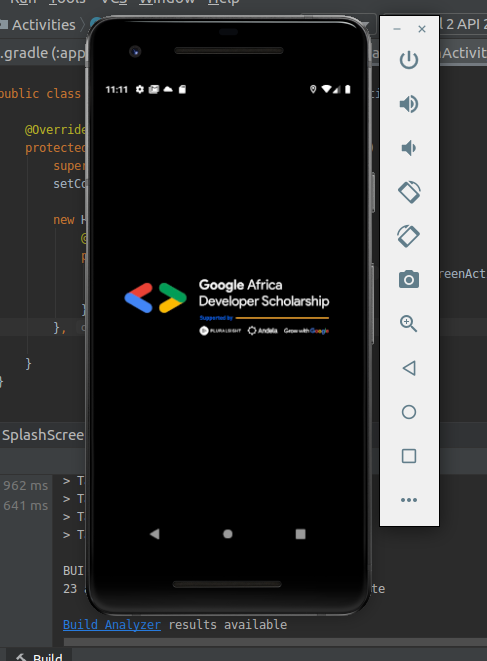 Run Tools VCS Window Help
Activities
2 API 2
.gradle (:app
Activit
public class
@Override
protected
super
setCo
new H
@
p
reenAct
}
},
}
}
11:11
Google Africa
Developer Scholarship
Supported by
PLURALSIGHT Andela Grow with Google
SplashScree
962 ms
641 ms
> T
> T
> T
> T
BUI
23 a
te
Build Analyzer results available
Build